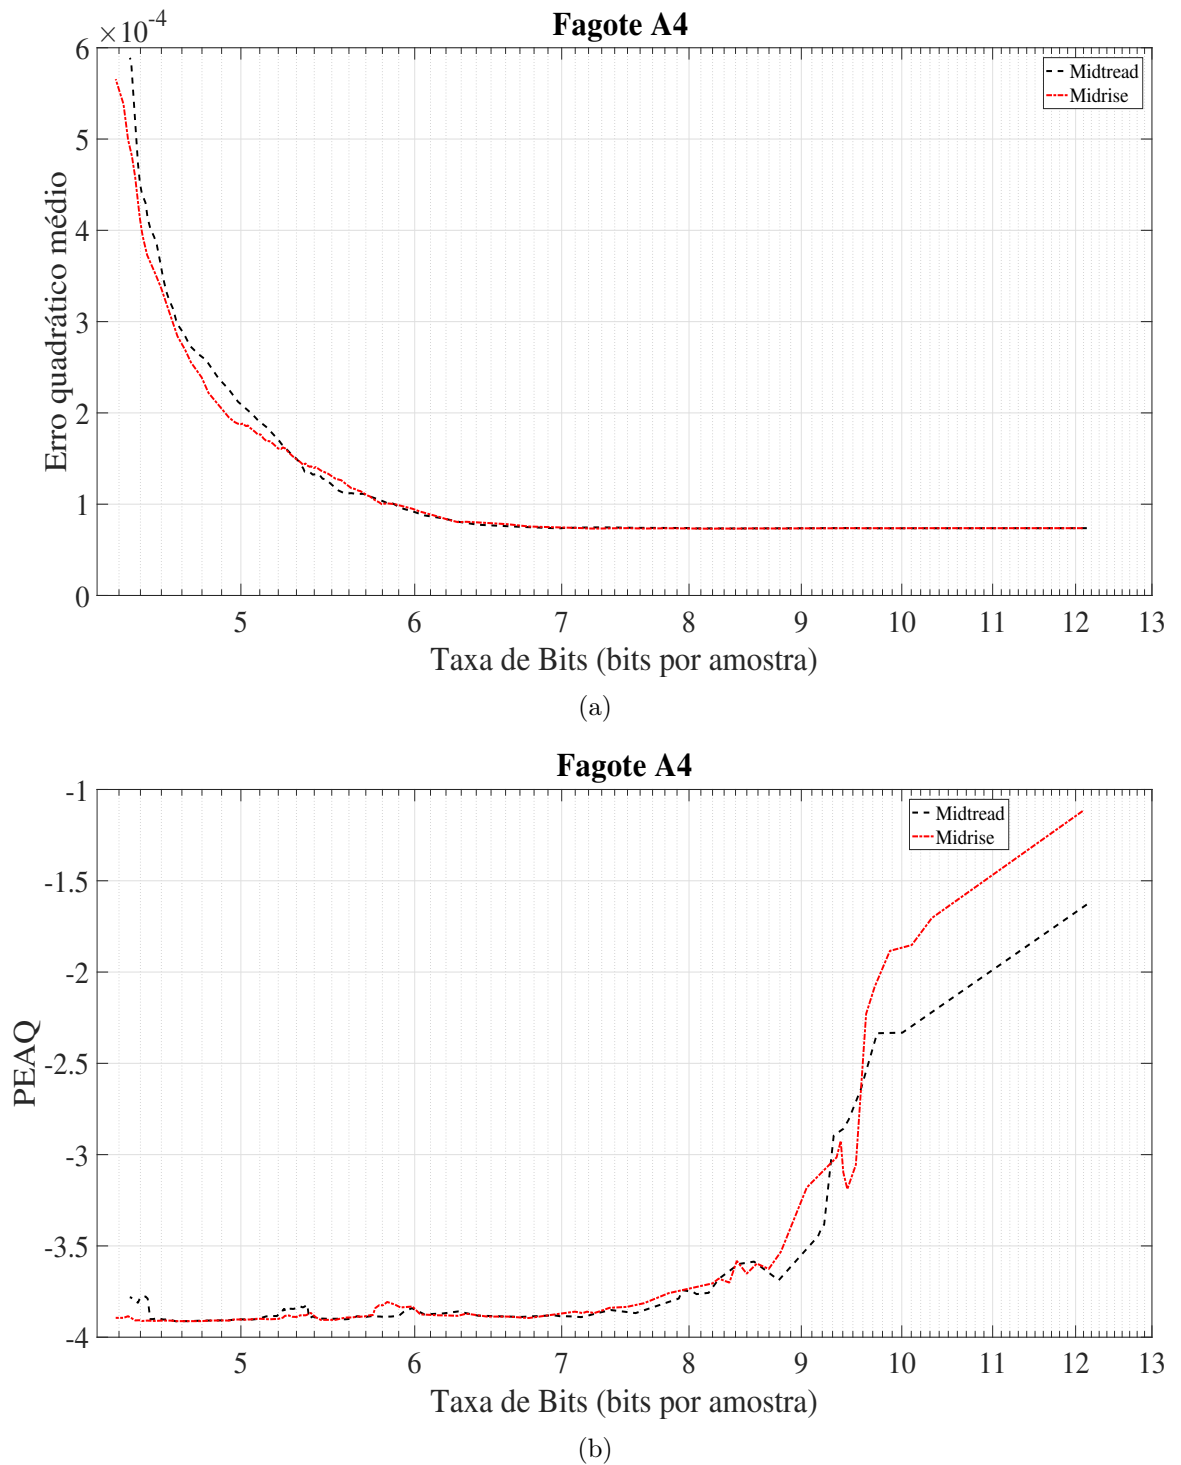 Fagote A4
×10-4
6
5
4
3
2
1
0
Erro quadrático médio
Midtread
Midrise
5 6 7 8 9 10 11 12 13
Taxa de Bits (bits por amostra)
(a)
Fagote A4
-1
-1.5
-2
-2.5
-3
-3.5
-4
PEAQ
Midtread
Midrise
5 6 7 8 9 10 11 12 13
Taxa de Bits (bits por amostra)
(b)